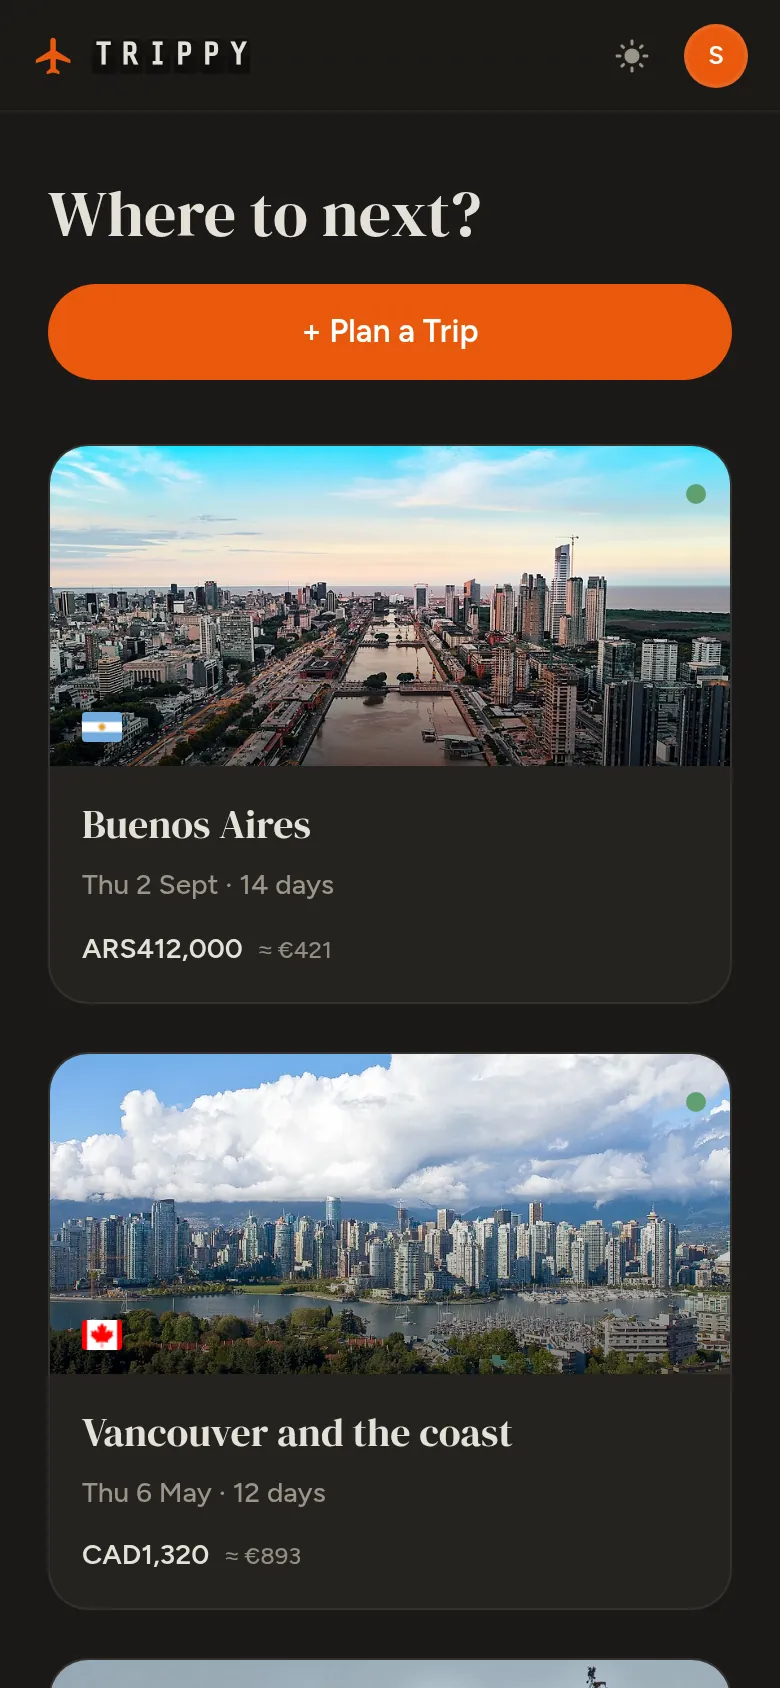 TRIPPY
S
Where to next?
+ Plan a Trip
Buenos Aires
Thu 2 Sept · 14 days
ARS412,000 ≈ €421
Vancouver and the coast
Thu 6 May · 12 days
CAD1,320 ≈ €893